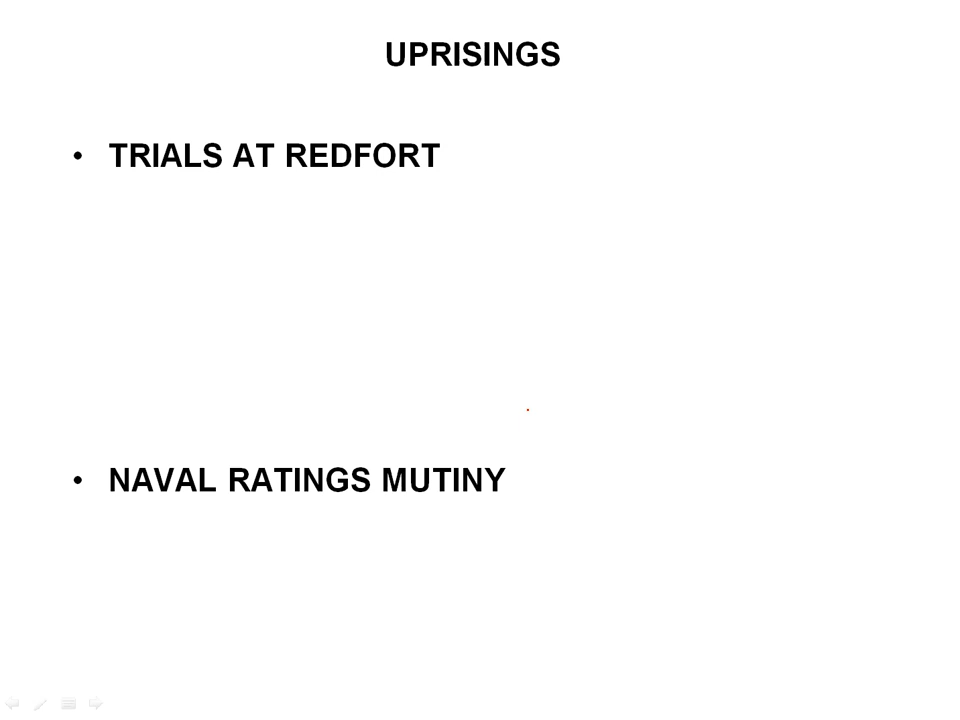 UPRISINGS
• TRIALS AT REDFORT
• NAVAL RATINGS MUTINY